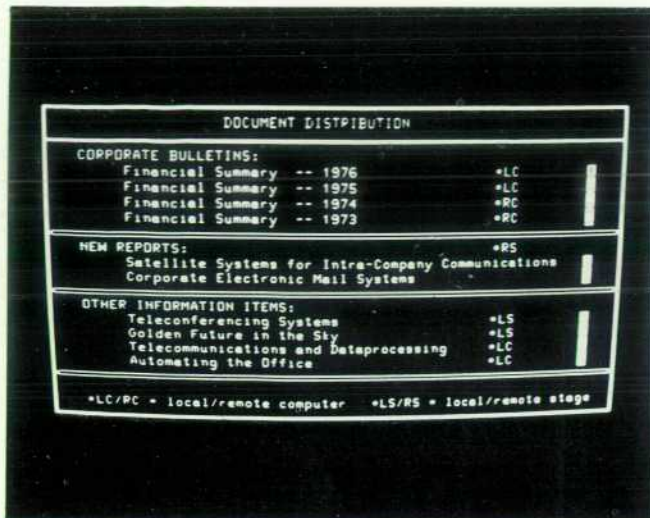 DOCUMENT DISTRIBUTION
CORPORATE BULLETINS:
Financial Summary -- 1976 *LC
Financial Summary -- 1975 *LC
Financial Summary -- 1974 *RC
Financial Summary -- 1973 *RC
NEW REPORTS: *RS
Satellite Systems for Intra-Company Communications
Corporate Electronic Mail Systems
OTHER INFORMATION ITEMS:
Teleconferencing Systems *LS
Golden Future in the Sky *LS
Telecommunications and Dataprocessing *LC
Automating the Office *LC
*LC/RC = local/remote computer *LS/RS = local/remote stage